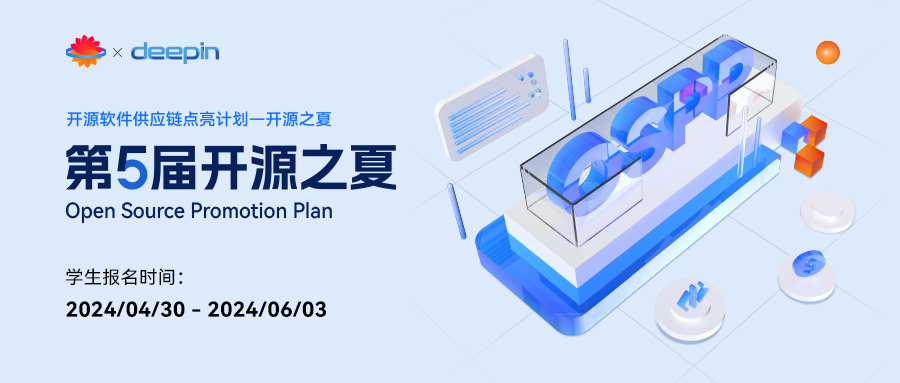 deepin
开源软件供应链点亮计划—开源之夏
第5届开源之夏
Open Source Promotion Plan
学生报名时间：
2024/04/30 - 2024/06/03
OSPP